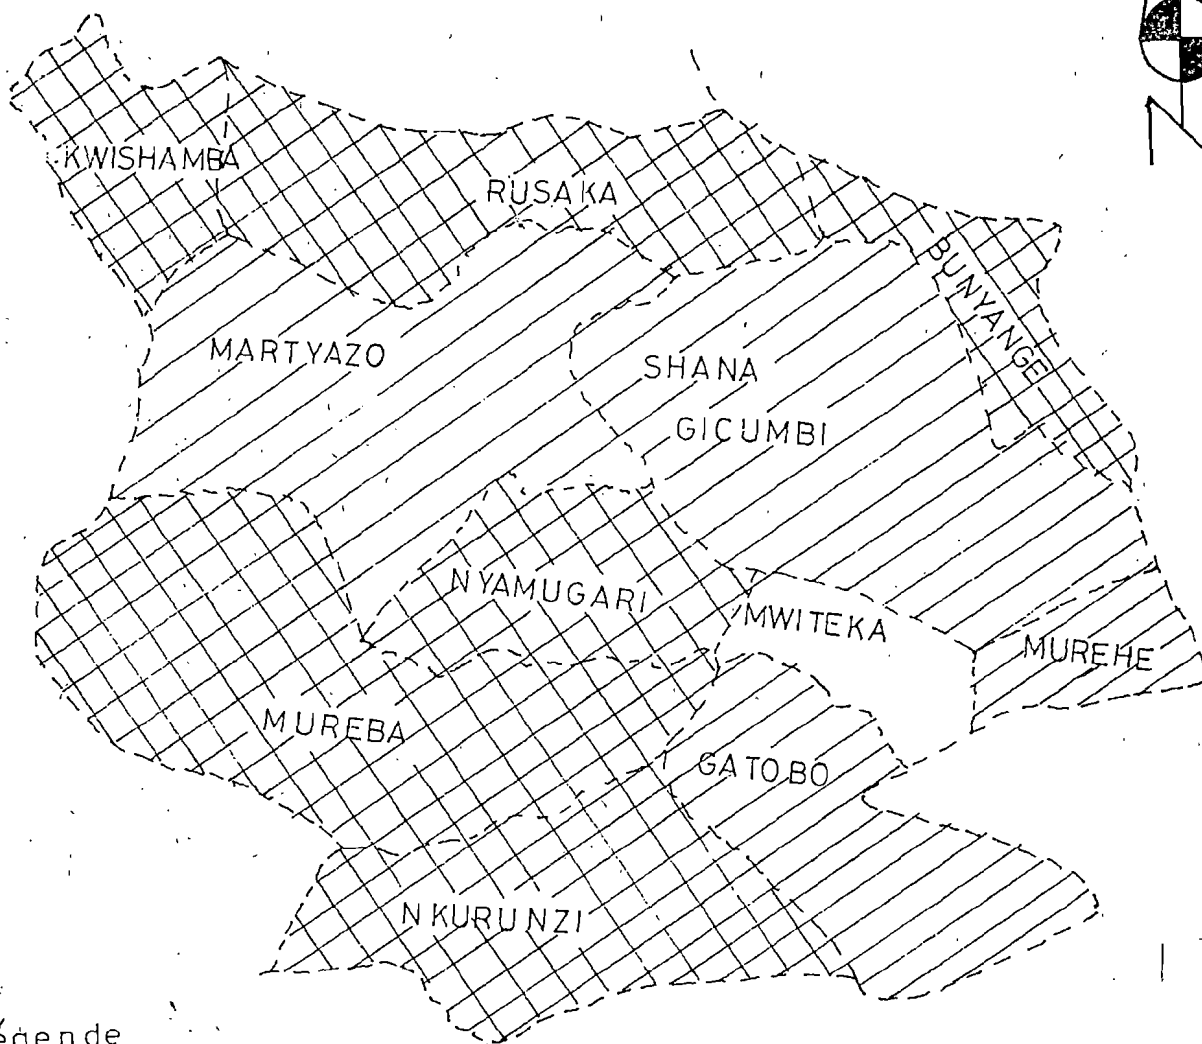 KWISHAMBA
RUSAKA
BUNYANGE
MARTYAZO
SHANA
GICUMBI
NYAMUGARI
MWITEKA
MUREHE
MUREBA
GATOBO
NKURUNZI
N